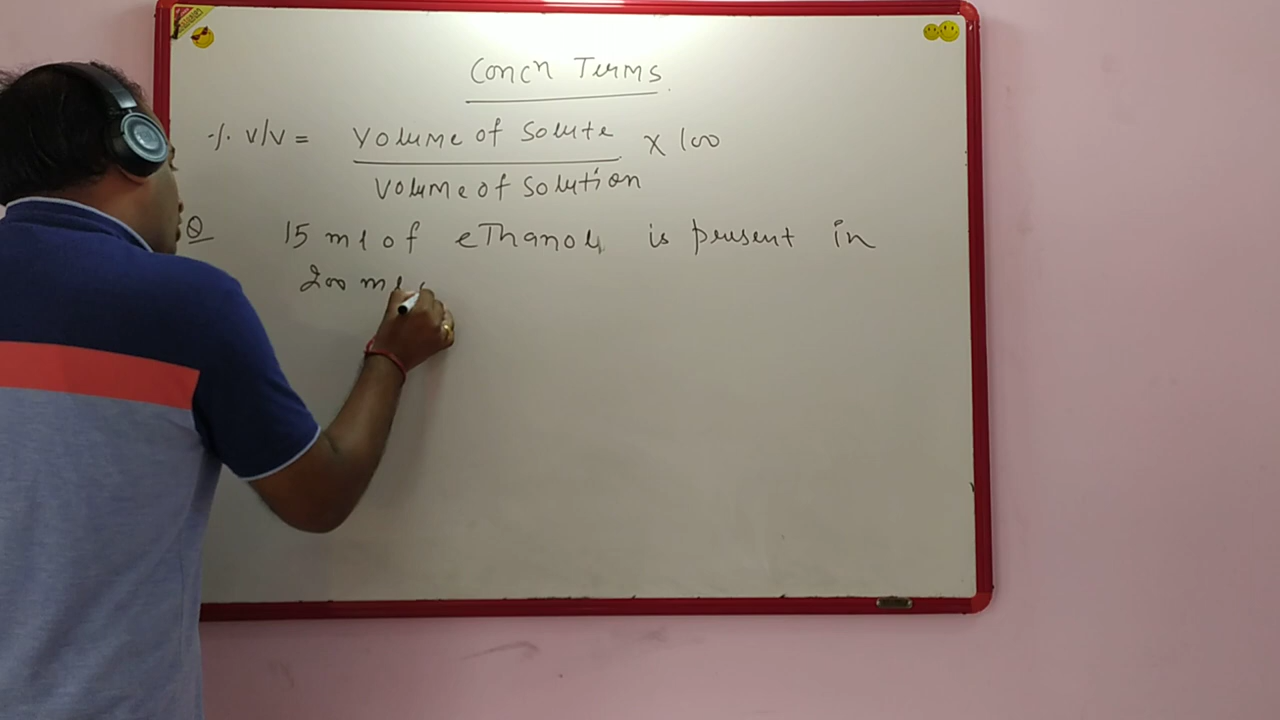 Concn Terms
% v/v = Volume of Solute
Volume of Solution
x 100
Q 15 ml of eThanol is present in
200 ml